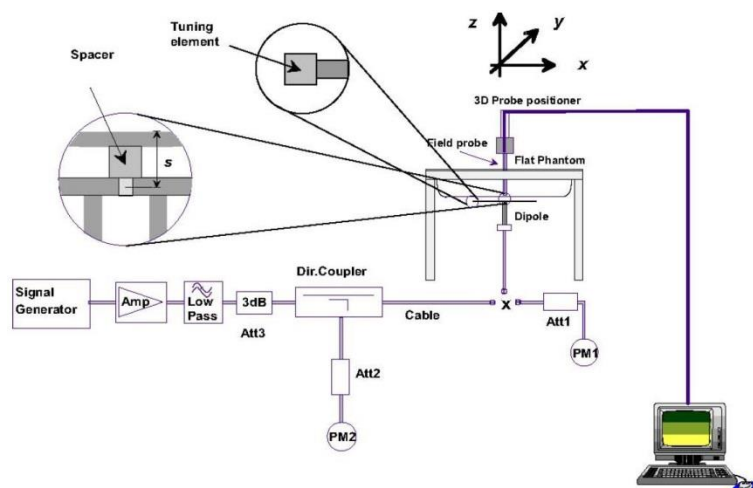 Tuning
element
Spacer
s
z
y
x
3D Probe positioner
Field probe
Flat Phantom
Dipole
Dir.Coupler
Signal
Generator
Amp
Low
Pass
3dB
Att3
Cable
x
Att1
PM1
Att2
PM2